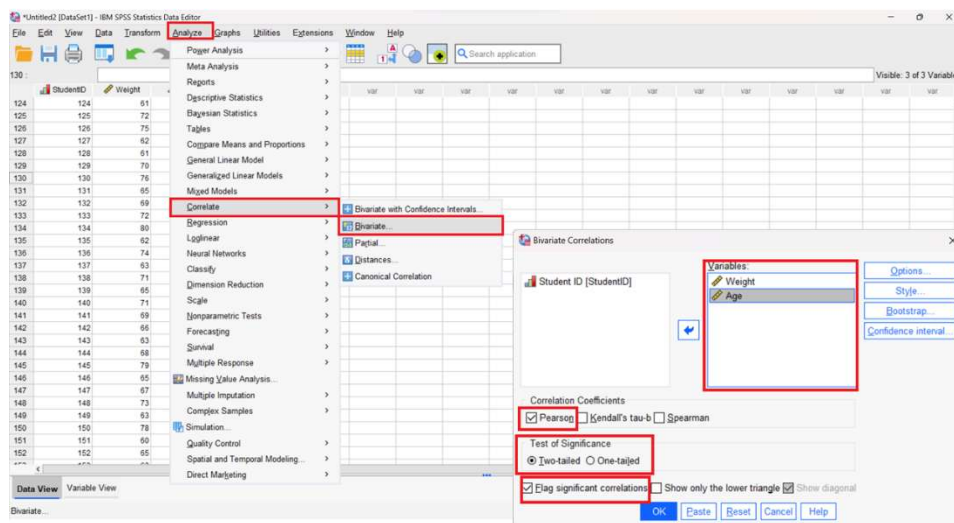 *Untitled2 [DataSet1] - IBM SPSS Statistics Data Editor
File Edit View Data Transform Analyze Graphs Utilities Extensions Window Help
Search application
130 :
Visible: 3 of 3 Variable
StudentID Weight var var var var var var var var var var var var var
Power Analysis
Meta Analysis
Reports
Descriptive Statistics
Bayesian Statistics
Tables
Compare Means and Proportions
General Linear Model
Generalized Linear Models
Mixed Models
Correlate
Regression
Loglinear
Neural Networks
Classify
Dimension Reduction
Scale
Nonparametric Tests
Forecasting
Survival
Multiple Response
Missing Value Analysis...
Multiple Imputation
Complex Samples
Simulation...
Quality Control
Spatial and Temporal Modeling...
Direct Marketing
124 124 61
125 125 72
126 126 75
127 127 62
128 128 61
129 129 70
130 130 76
131 131 65
132 132 69
133 133 72
134 134 80
135 135 62
136 136 74
137 137 63
138 138 71
139 139 65
140 140 71
141 141 69
142 142 66
143 143 63
144 144 68
145 145 79
146 146 65
147 147 67
148 148 73
149 149 63
150 150 78
151 151 60
152 152 65
Bivariate with Confidence Intervals...
Bivariate...
Partial...
Distances...
Canonical Correlation
Bivariate Correlations
Student ID [StudentID]
Variables:
Weight
Age
Options...
Style...
Bootstrap...
Confidence interval...
Correlation Coefficients
Pearson Kendall's tau-b Spearman
Test of Significance
Two-tailed One-tailed
Flag significant correlations Show only the lower triangle Show diagonal
OK Paste Reset Cancel Help
Data View Variable View
Bivariate...